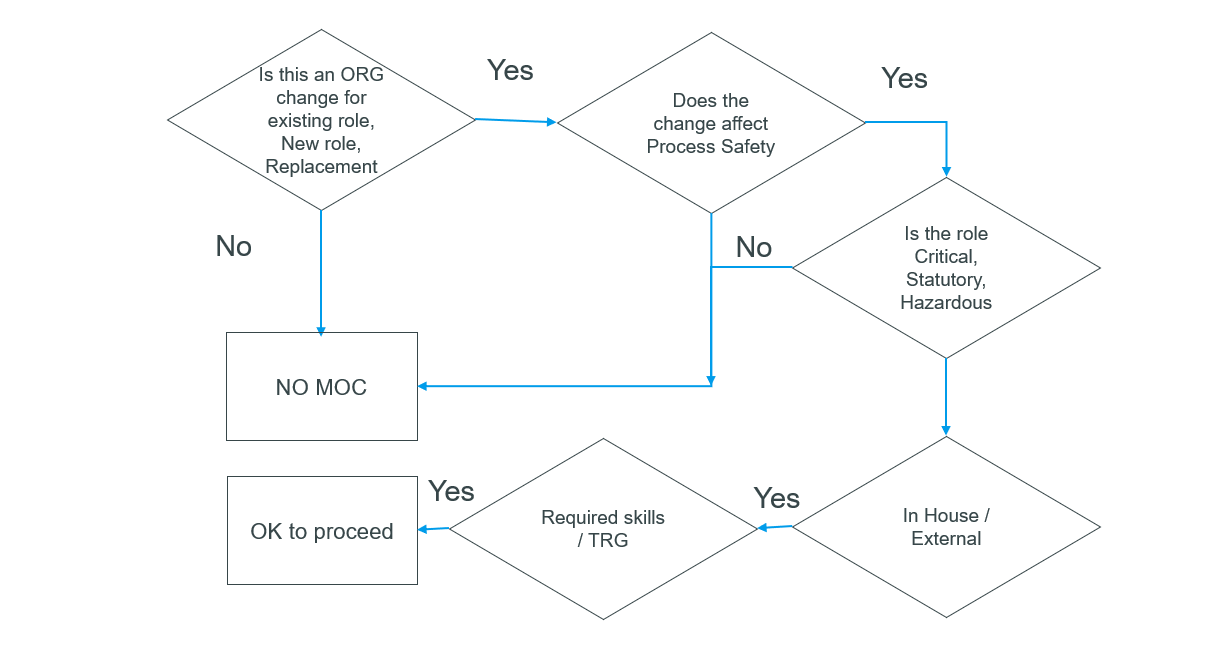 Is this an ORG
change for
existing role,
New role,
Replacement
Yes
Does the
change affect
Process Safety
Yes
No
No
Is the role
Critical,
Statutory,
Hazardous
NO MOC
OK to proceed
Yes
Required skills
/ TRG
Yes
In House /
External